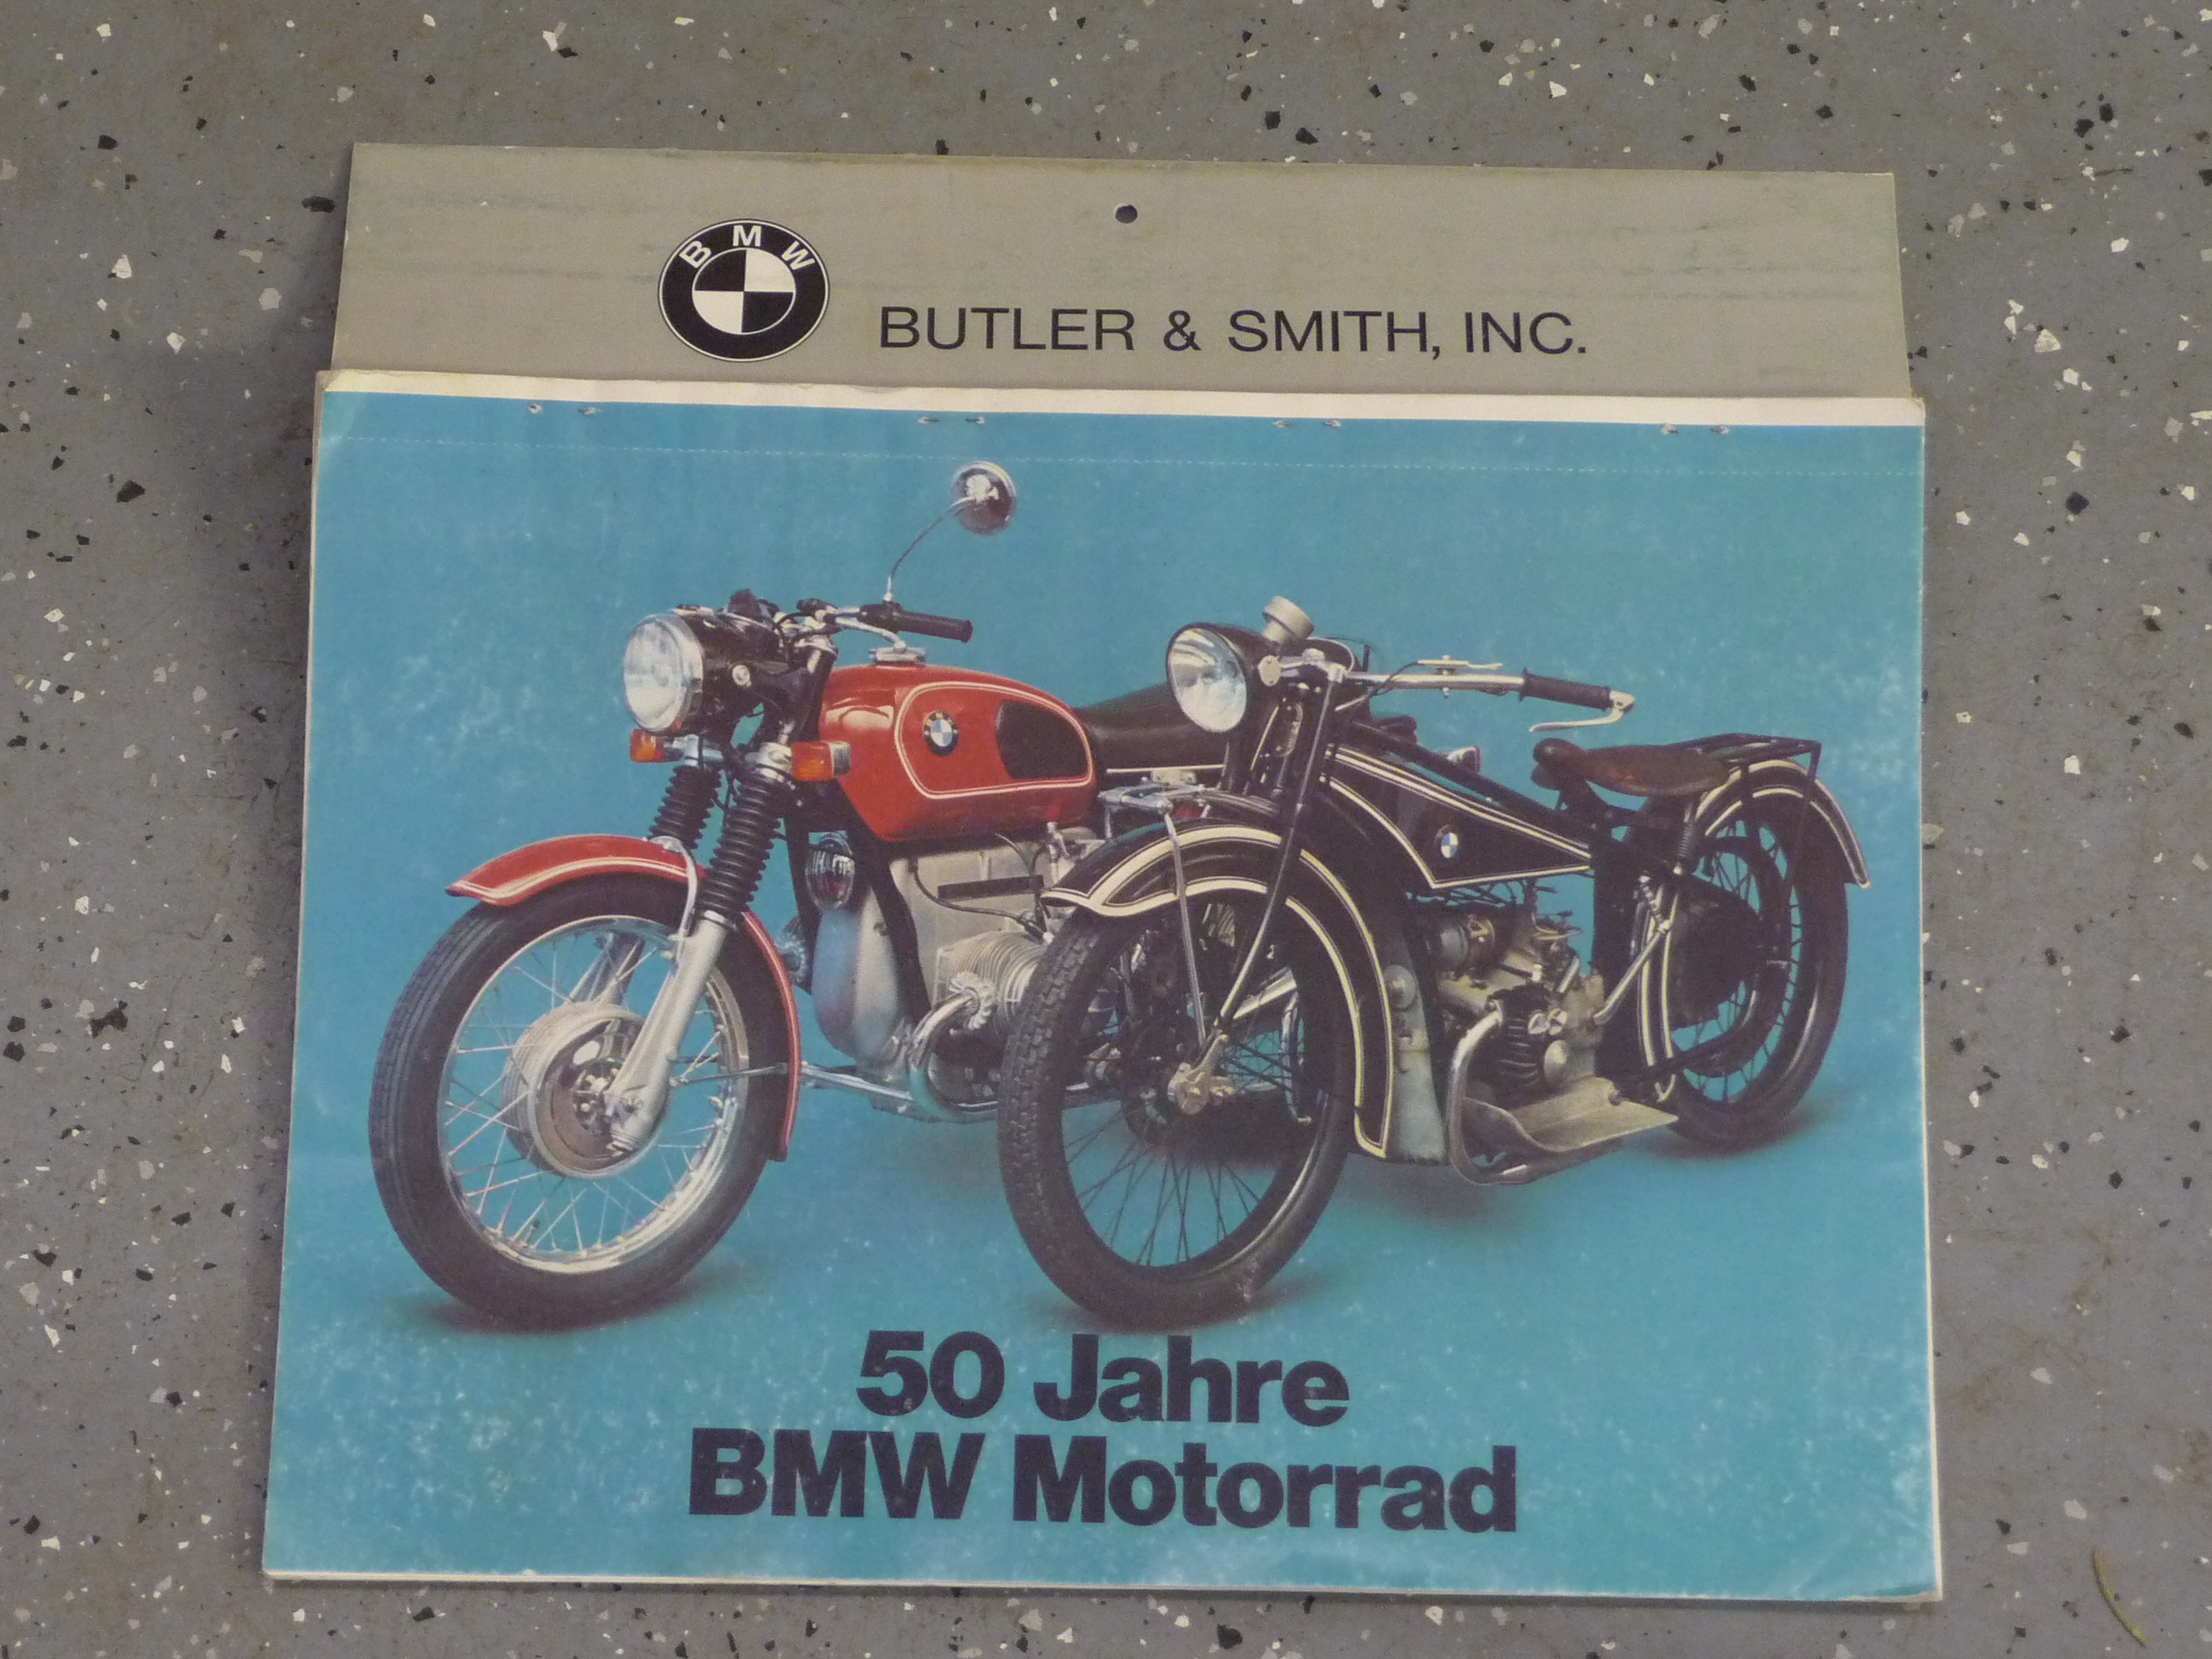 BMW
BUTLER & SMITH, INC.
50 Jahre
BMW Motorrad